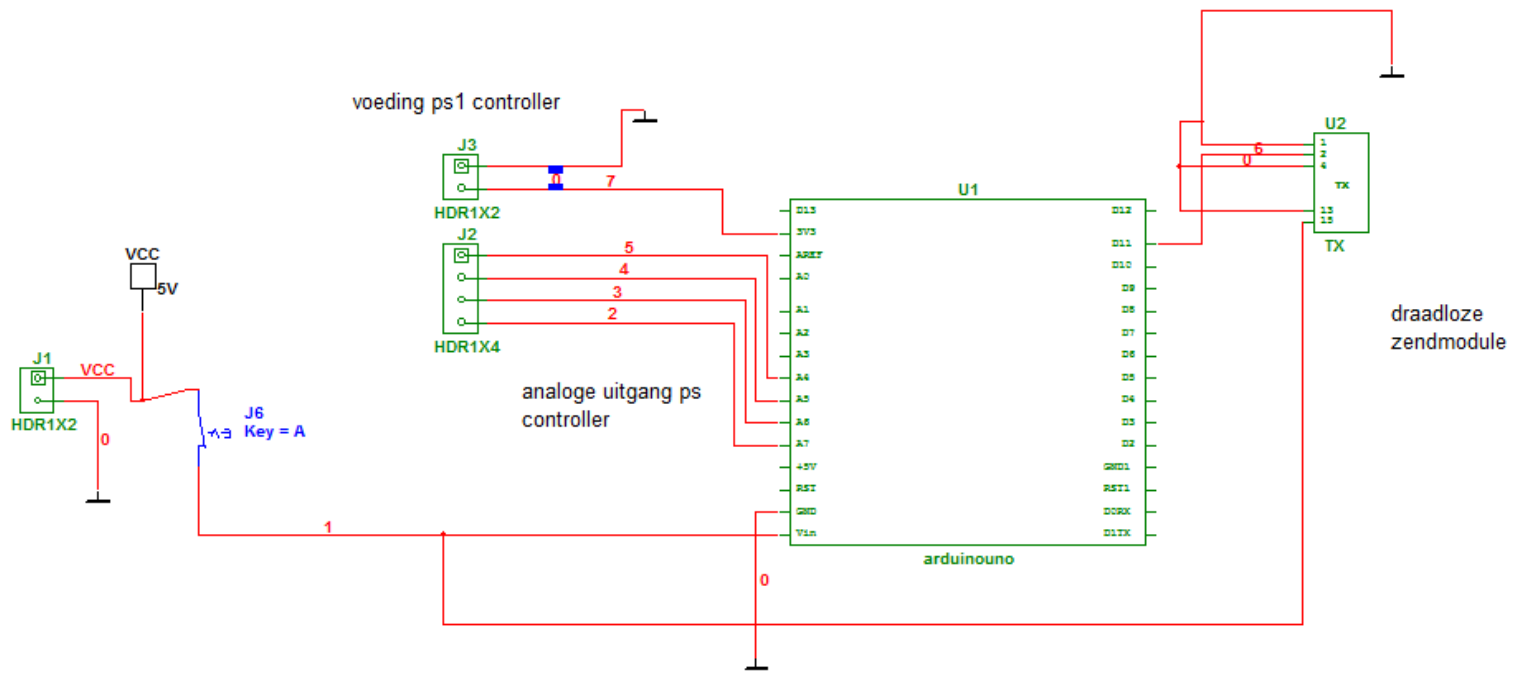 voeding ps1 controller
J3
0
7
HDR1X2
J2
5
4
3
2
HDR1X4
VCC
5V
J1
VCC
HDR1X2
0
J6
Key = A
analoge uitgang ps
controller
1
0
U1
D13
3V3
AREF
A0
A1
A2
A3
A4
A5
A6
A7
+5V
RST
GND
Vin
D12
D11
D10
D9
D8
D7
D6
D5
D4
D3
D2
GND1
RST1
D0RX
D1TX
arduinouno
6
0
U2
1
2
4
TX
13
15
TX
draadloze
zendmodule